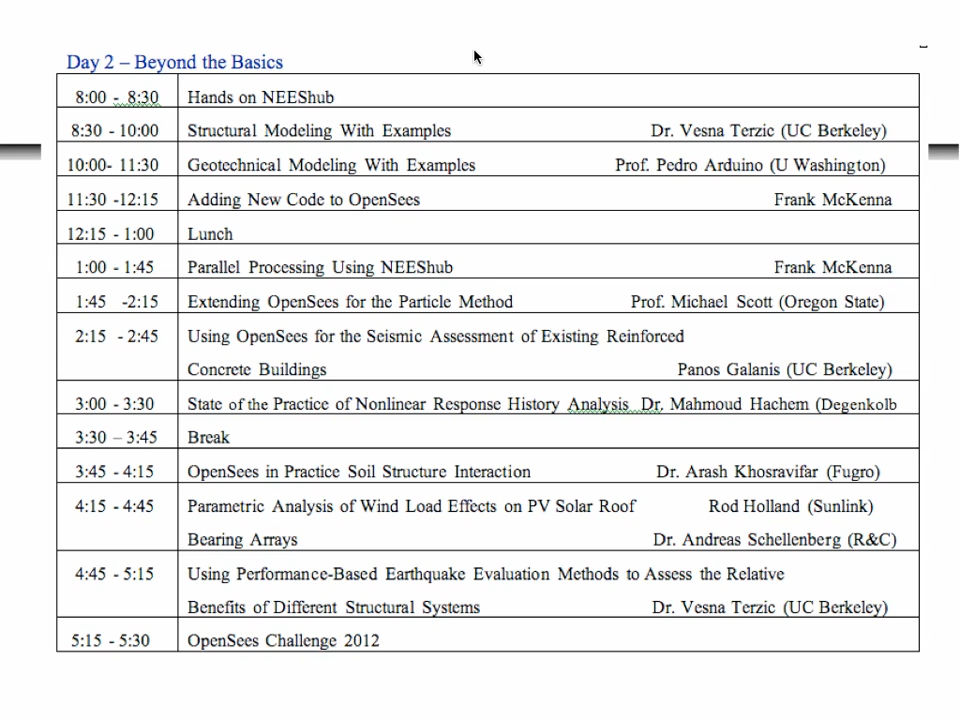 Day 2 – Beyond the Basics
8:00 - 8:30 Hands on NEEShub
8:30 - 10:00 Structural Modeling With Examples Dr. Vesna Terzic (UC Berkeley)
10:00- 11:30 Geotechnical Modeling With Examples Prof. Pedro Arduino (U Washington)
11:30 -12:15 Adding New Code to OpenSees Frank McKenna
12:15 - 1:00 Lunch
1:00 - 1:45 Parallel Processing Using NEEShub Frank McKenna
1:45 -2:15 Extending OpenSees for the Particle Method Prof. Michael Scott (Oregon State)
2:15 - 2:45 Using OpenSees for the Seismic Assessment of Existing Reinforced
Concrete Buildings Panos Galanis (UC Berkeley)
3:00 - 3:30 State of the Practice of Nonlinear Response History Analysis Dr. Mahmoud Hachem (Degenkolb
3:30 – 3:45 Break
3:45 - 4:15 OpenSees in Practice Soil Structure Interaction Dr. Arash Khosravifar (Fugro)
4:15 - 4:45 Parametric Analysis of Wind Load Effects on PV Solar Roof Rod Holland (Sunlink)
Bearing Arrays Dr. Andreas Schellenberg (R&C)
4:45 - 5:15 Using Performance-Based Earthquake Evaluation Methods to Assess the Relative
Benefits of Different Structural Systems Dr. Vesna Terzic (UC Berkeley)
5:15 - 5:30 OpenSees Challenge 2012